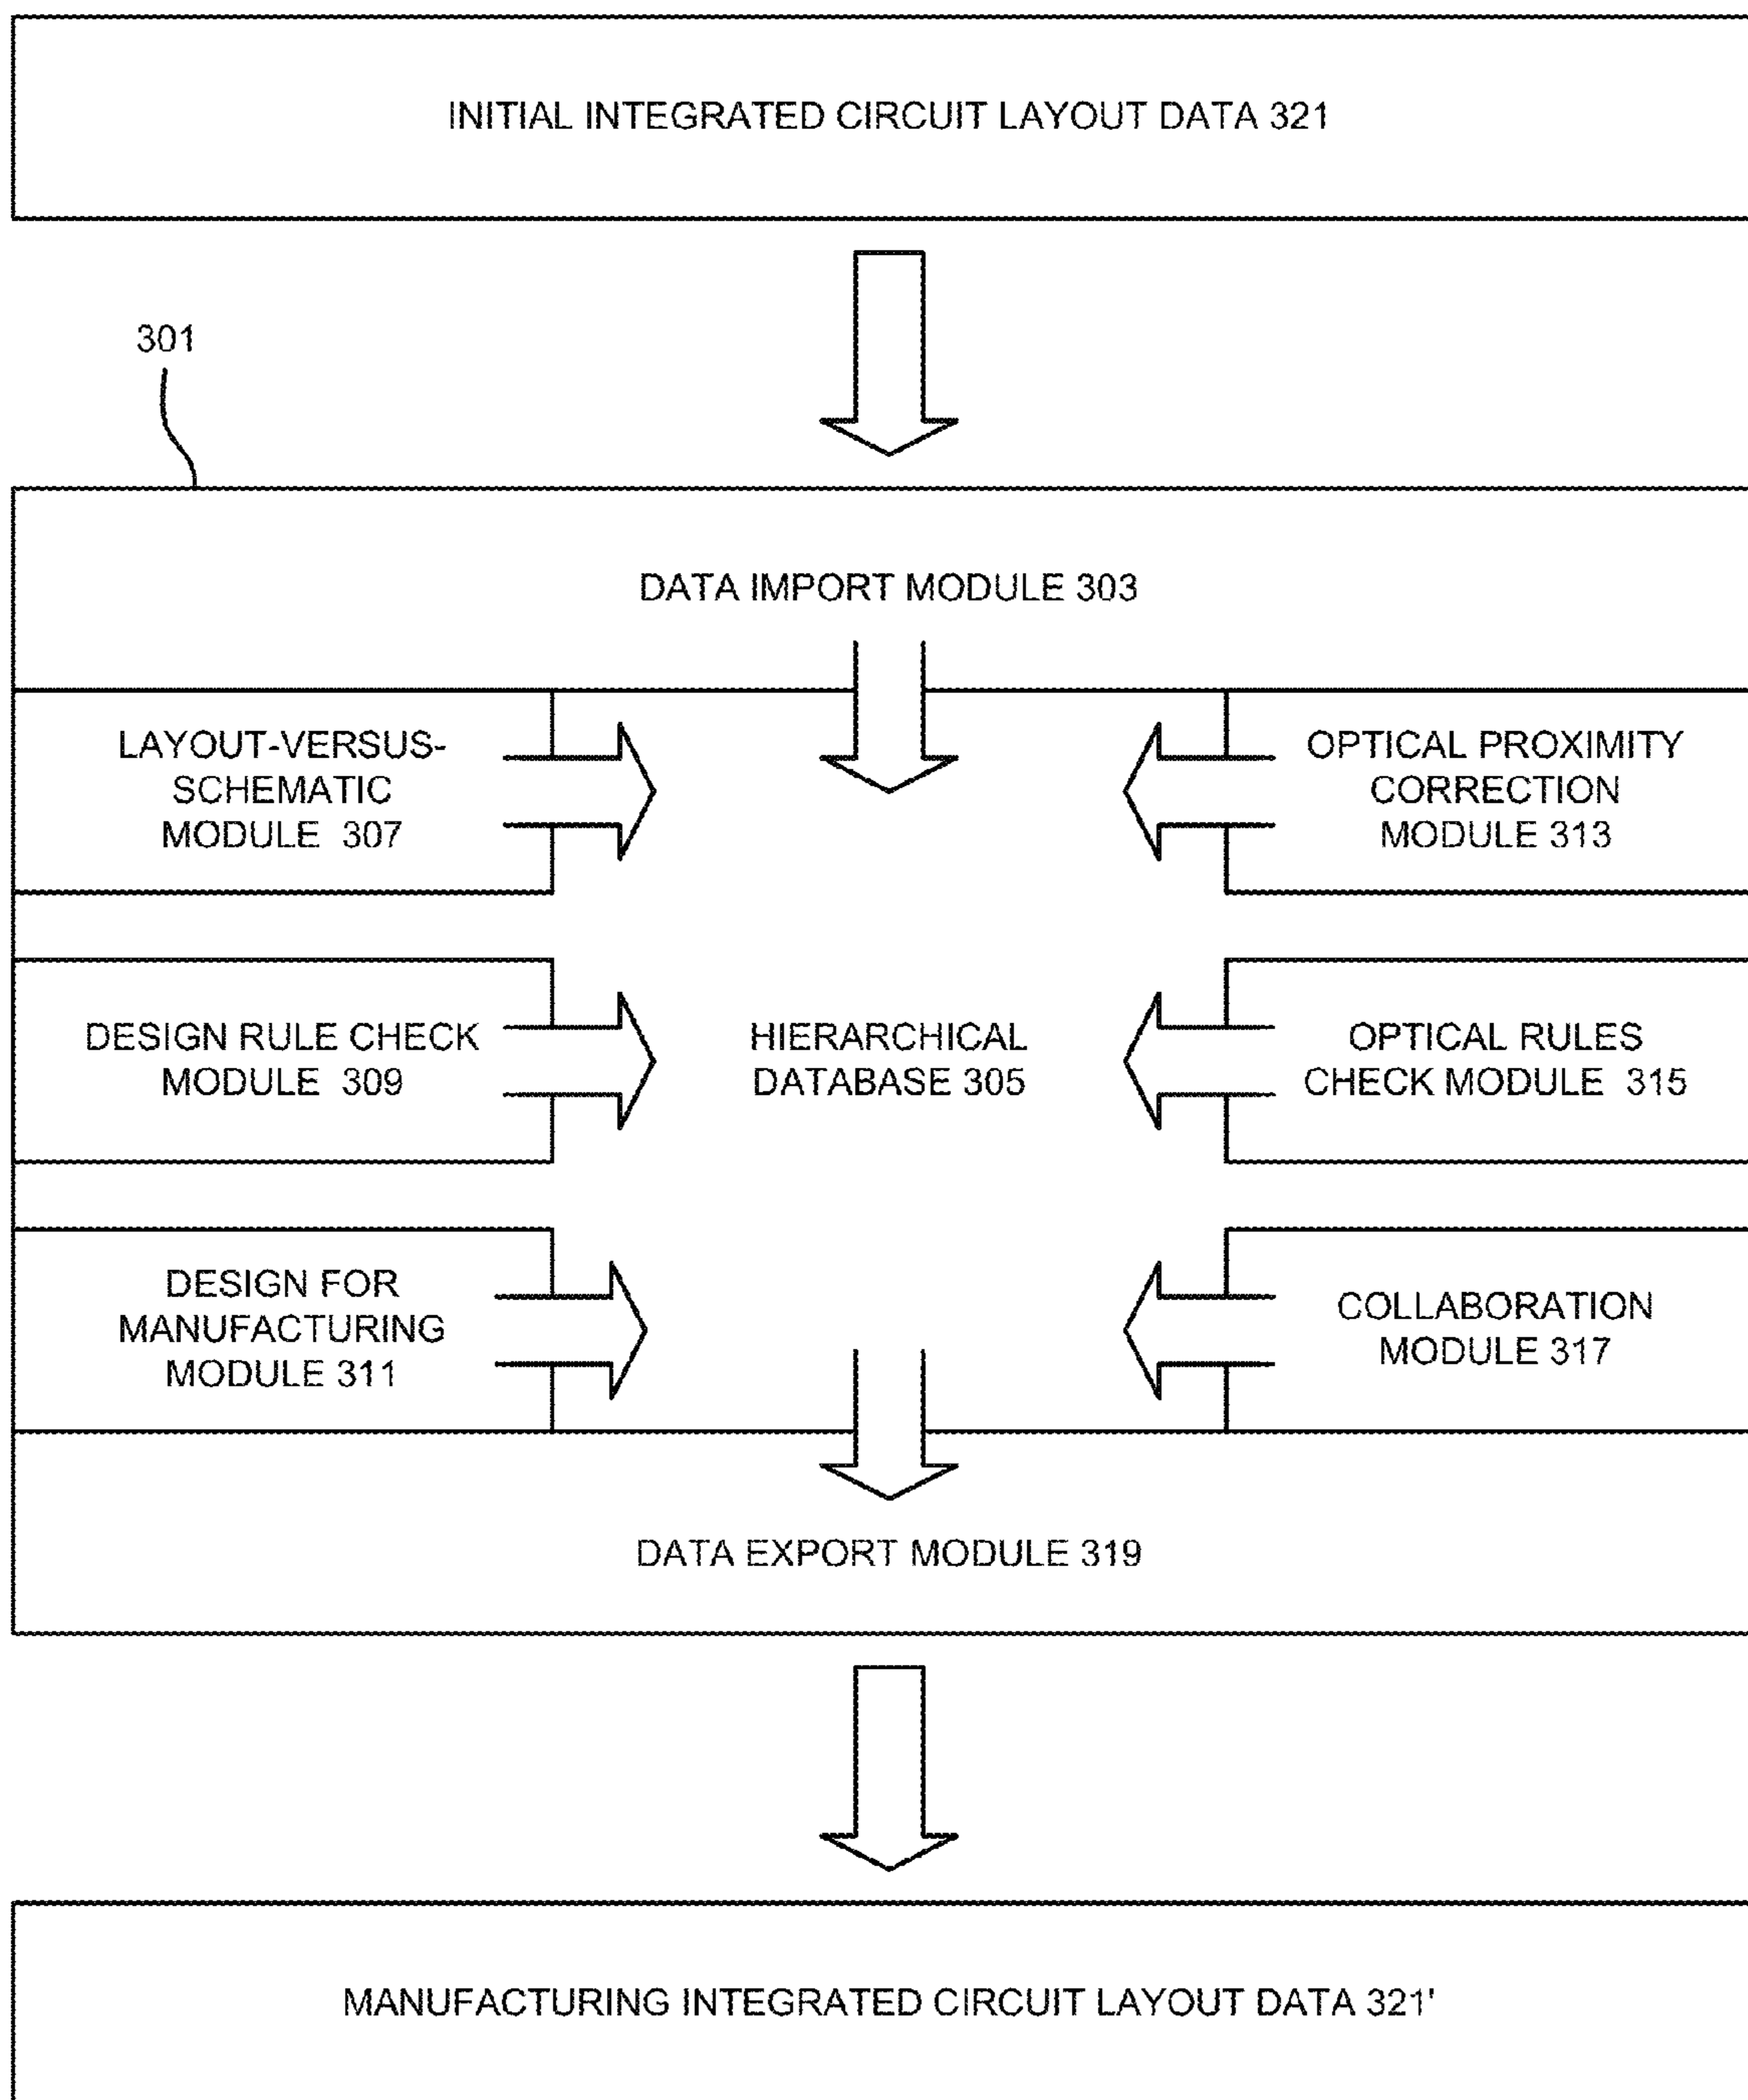 INITIAL INTEGRATED CIRCUIT LAYOUT DATA 321
301
DATA IMPORT MODULE 303
LAYOUT-VERSUS-
SCHEMATIC
MODULE 307
OPTICAL PROXIMITY
CORRECTION
MODULE 313
DESIGN RULE CHECK
MODULE 309
HIERARCHICAL
DATABASE 305
OPTICAL RULES
CHECK MODULE 315
DESIGN FOR
MANUFACTURING
MODULE 311
COLLABORATION
MODULE 317
DATA EXPORT MODULE 319
MANUFACTURING INTEGRATED CIRCUIT LAYOUT DATA 321'